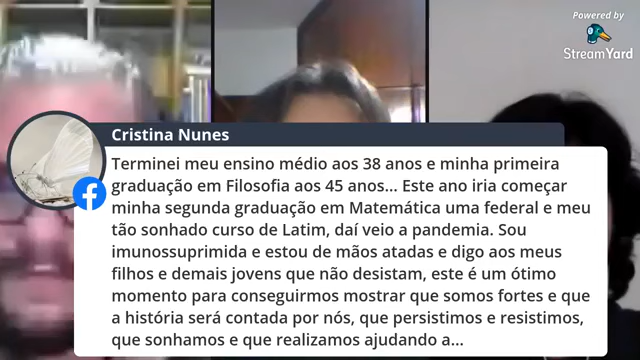 Powered by
StreamYard
Cristina Nunes
Terminei meu ensino médio aos 38 anos e minha primeira
graduação em Filosofia aos 45 anos... Este ano iria começar
minha segunda graduação em Matemática uma federal e meu
tão sonhado curso de Latim, daí veio a pandemia. Sou
imunossuprimida e estou de mãos atadas e digo aos meus
filhos e demais jovens que não desistam, este é um ótimo
momento para conseguirmos mostrar que somos fortes e que
a história será contada por nós, que persistimos e resistimos,
que sonhamos e que realizamos ajudando a...